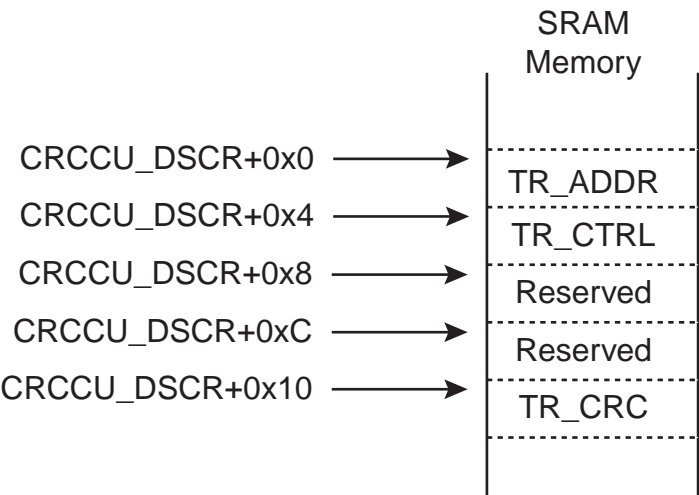 SRAM
Memory
CRCCU_DSCR+0x0
TR_ADDR
CRCCU_DSCR+0x4
TR_CTRL
CRCCU_DSCR+0x8
Reserved
CRCCU_DSCR+0xC
Reserved
CRCCU_DSCR+0x10
TR_CRC